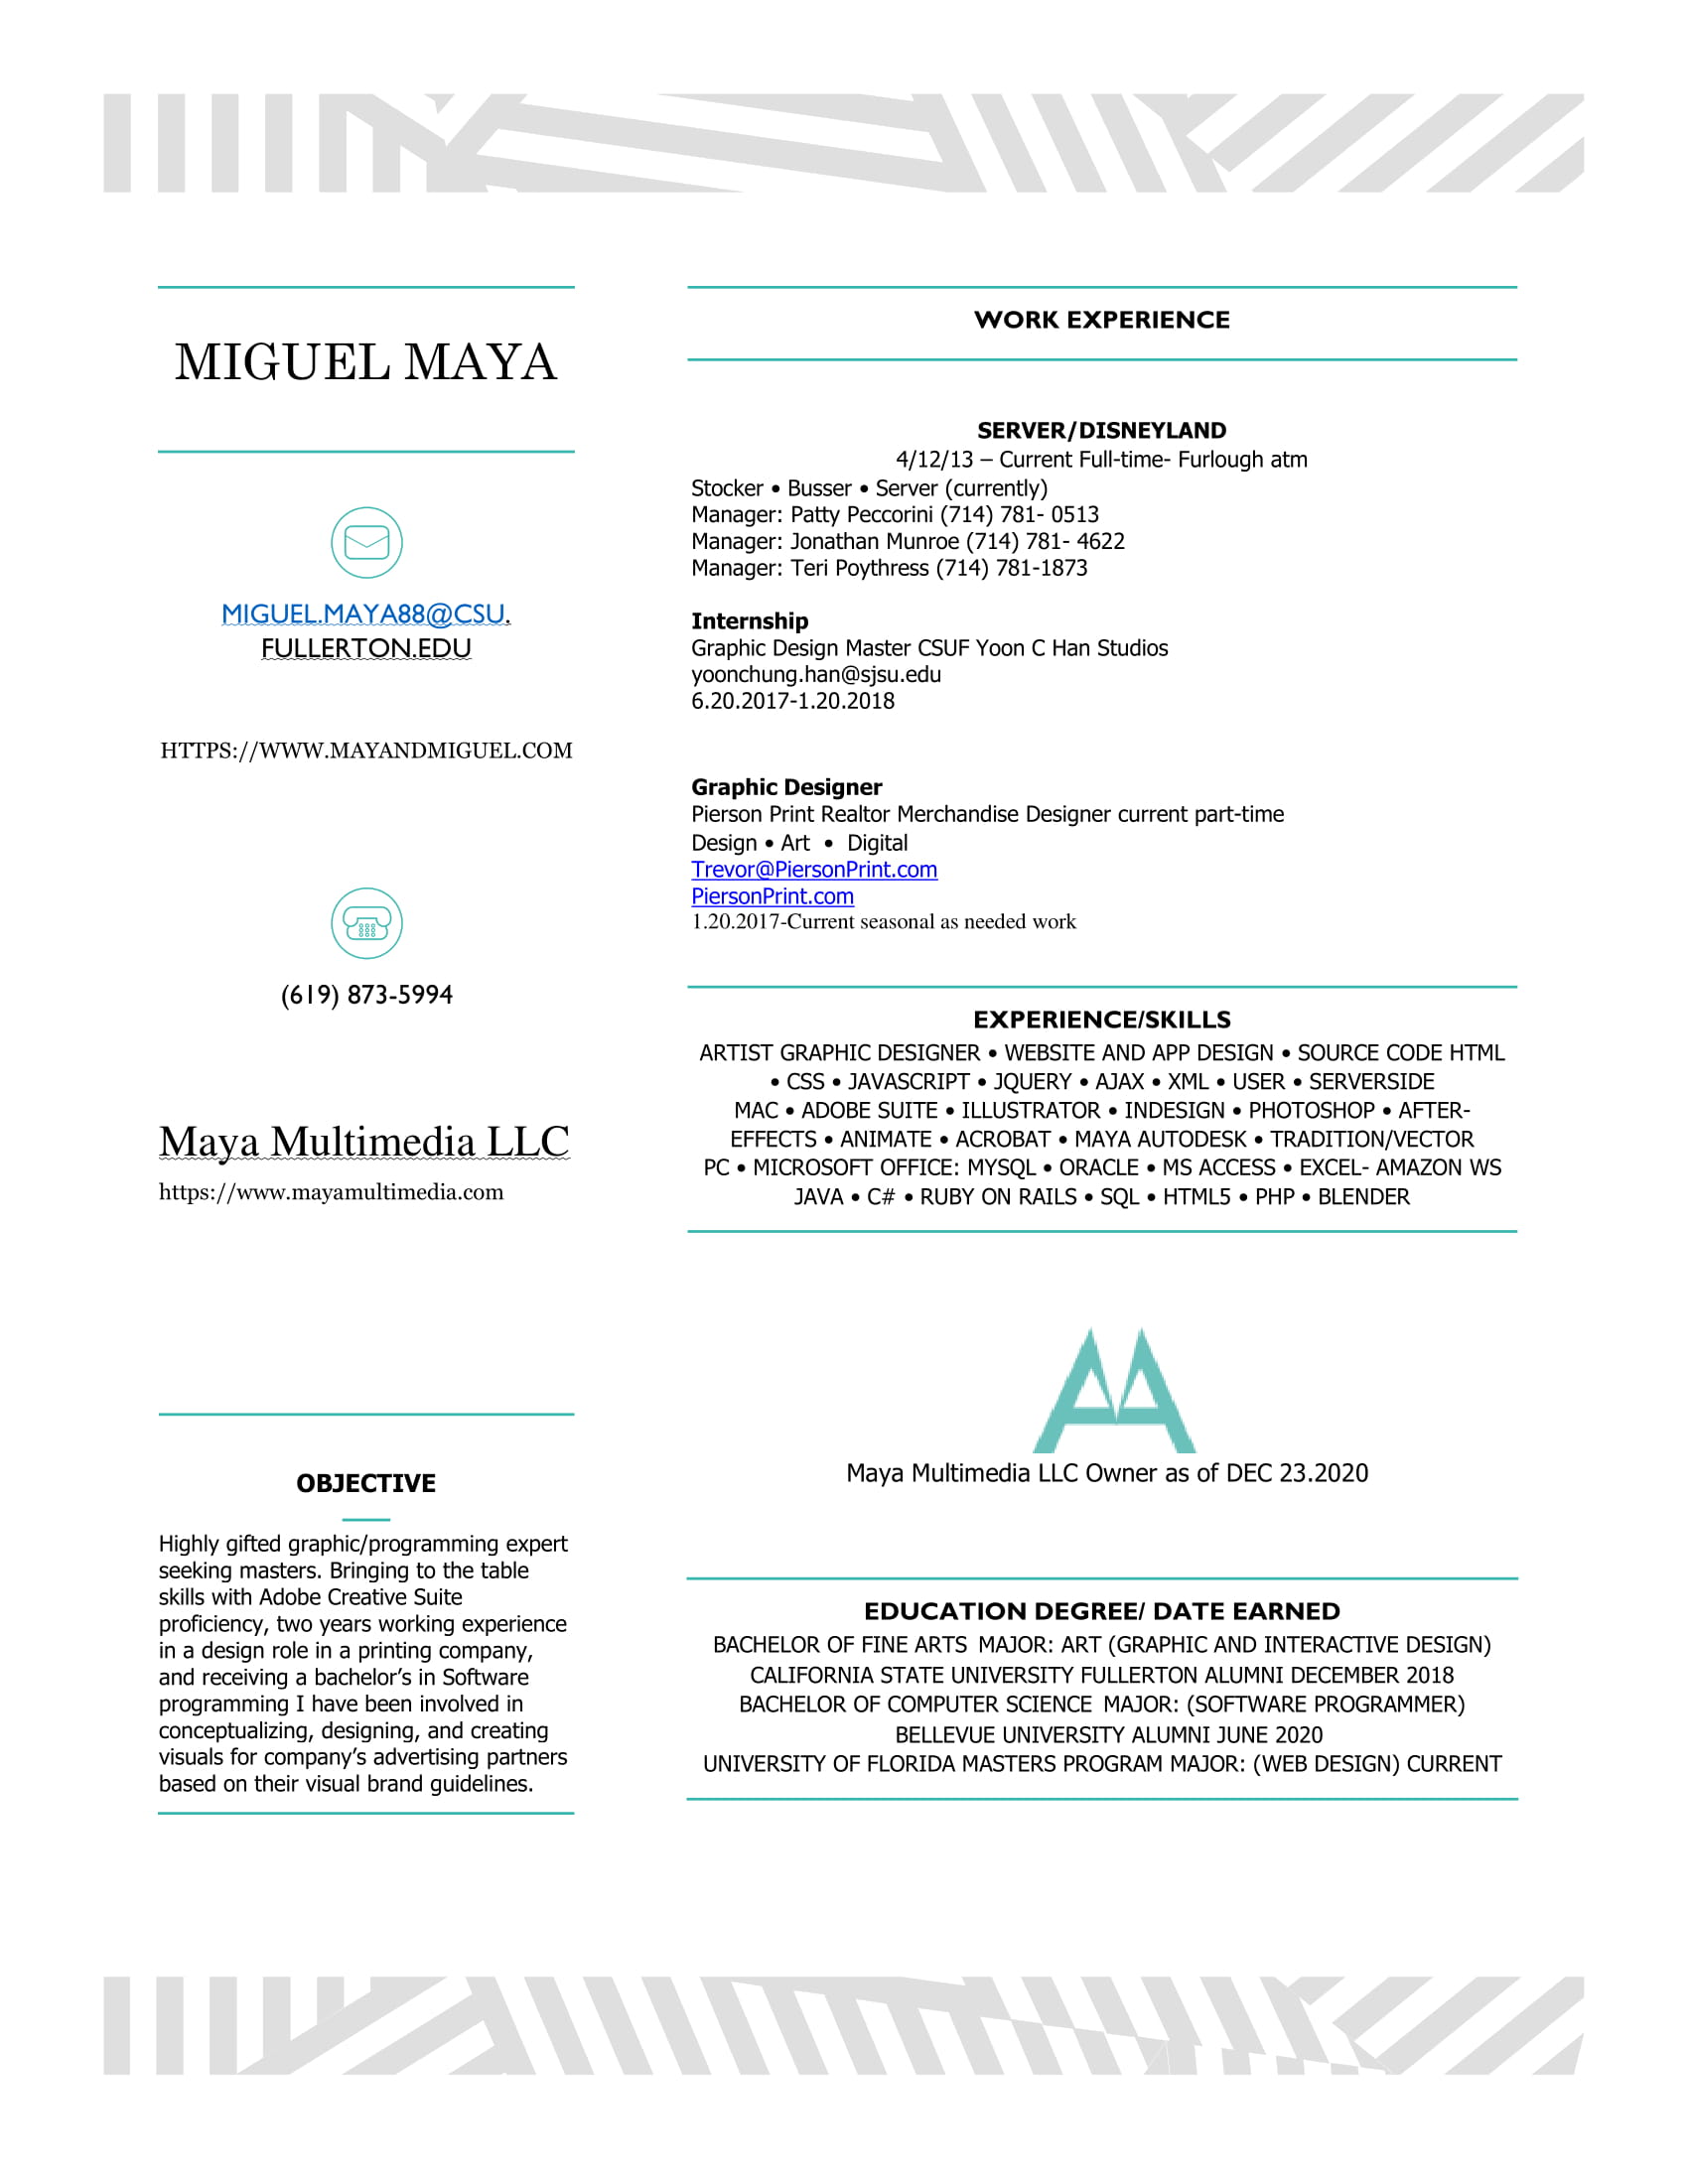 MIGUEL MAYA
MIGUEL.MAYA88@CSU.
FULLERTON.EDU
HTTPS://WWW.MAYANDMIGUEL.COM
(619) 873-5994
Maya Multimedia LLC
https://www.mayamultimedia.com
OBJECTIVE
Highly gifted graphic/programming expert
seeking masters. Bringing to the table
skills with Adobe Creative Suite
proficiency, two years working experience
in a design role in a printing company,
and receiving a bachelor’s in Software
programming I have been involved in
conceptualizing, designing, and creating
visuals for company’s advertising partners
based on their visual brand guidelines.
WORK EXPERIENCE
SERVER/DISNEYLAND
4/12/13 – Current Full-time- Furlough atm
Stocker • Busser • Server (currently)
Manager: Patty Peccorini (714) 781- 0513
Manager: Jonathan Munroe (714) 781- 4622
Manager: Teri Poythress (714) 781-1873
Internship
Graphic Design Master CSUF Yoon C Han Studios
yoonchung.han@sjsu.edu
6.20.2017-1.20.2018
Graphic Designer
Pierson Print Realtor Merchandise Designer current part-time
Design • Art • Digital
Trevor@PiersonPrint.com
PiersonPrint.com
1.20.2017-Current seasonal as needed work
EXPERIENCE/SKILLS
ARTIST GRAPHIC DESIGNER • WEBSITE AND APP DESIGN • SOURCE CODE HTML
• CSS • JAVASCRIPT • JQUERY • AJAX • XML • USER • SERVERSIDE
MAC • ADOBE SUITE • ILLUSTRATOR • INDESIGN • PHOTOSHOP • AFTER-
EFFECTS • ANIMATE • ACROBAT • MAYA AUTODESK • TRADITION/VECTOR
PC • MICROSOFT OFFICE: MYSQL • ORACLE • MS ACCESS • EXCEL- AMAZON WS
JAVA • C# • RUBY ON RAILS • SQL • HTML5 • PHP • BLENDER
Maya Multimedia LLC Owner as of DEC 23.2020
EDUCATION DEGREE/ DATE EARNED
BACHELOR OF FINE ARTS MAJOR: ART (GRAPHIC AND INTERACTIVE DESIGN)
CALIFORNIA STATE UNIVERSITY FULLERTON ALUMNI DECEMBER 2018
BACHELOR OF COMPUTER SCIENCE MAJOR: (SOFTWARE PROGRAMMER)
BELLEVUE UNIVERSITY ALUMNI JUNE 2020
UNIVERSITY OF FLORIDA MASTERS PROGRAM MAJOR: (WEB DESIGN) CURRENT